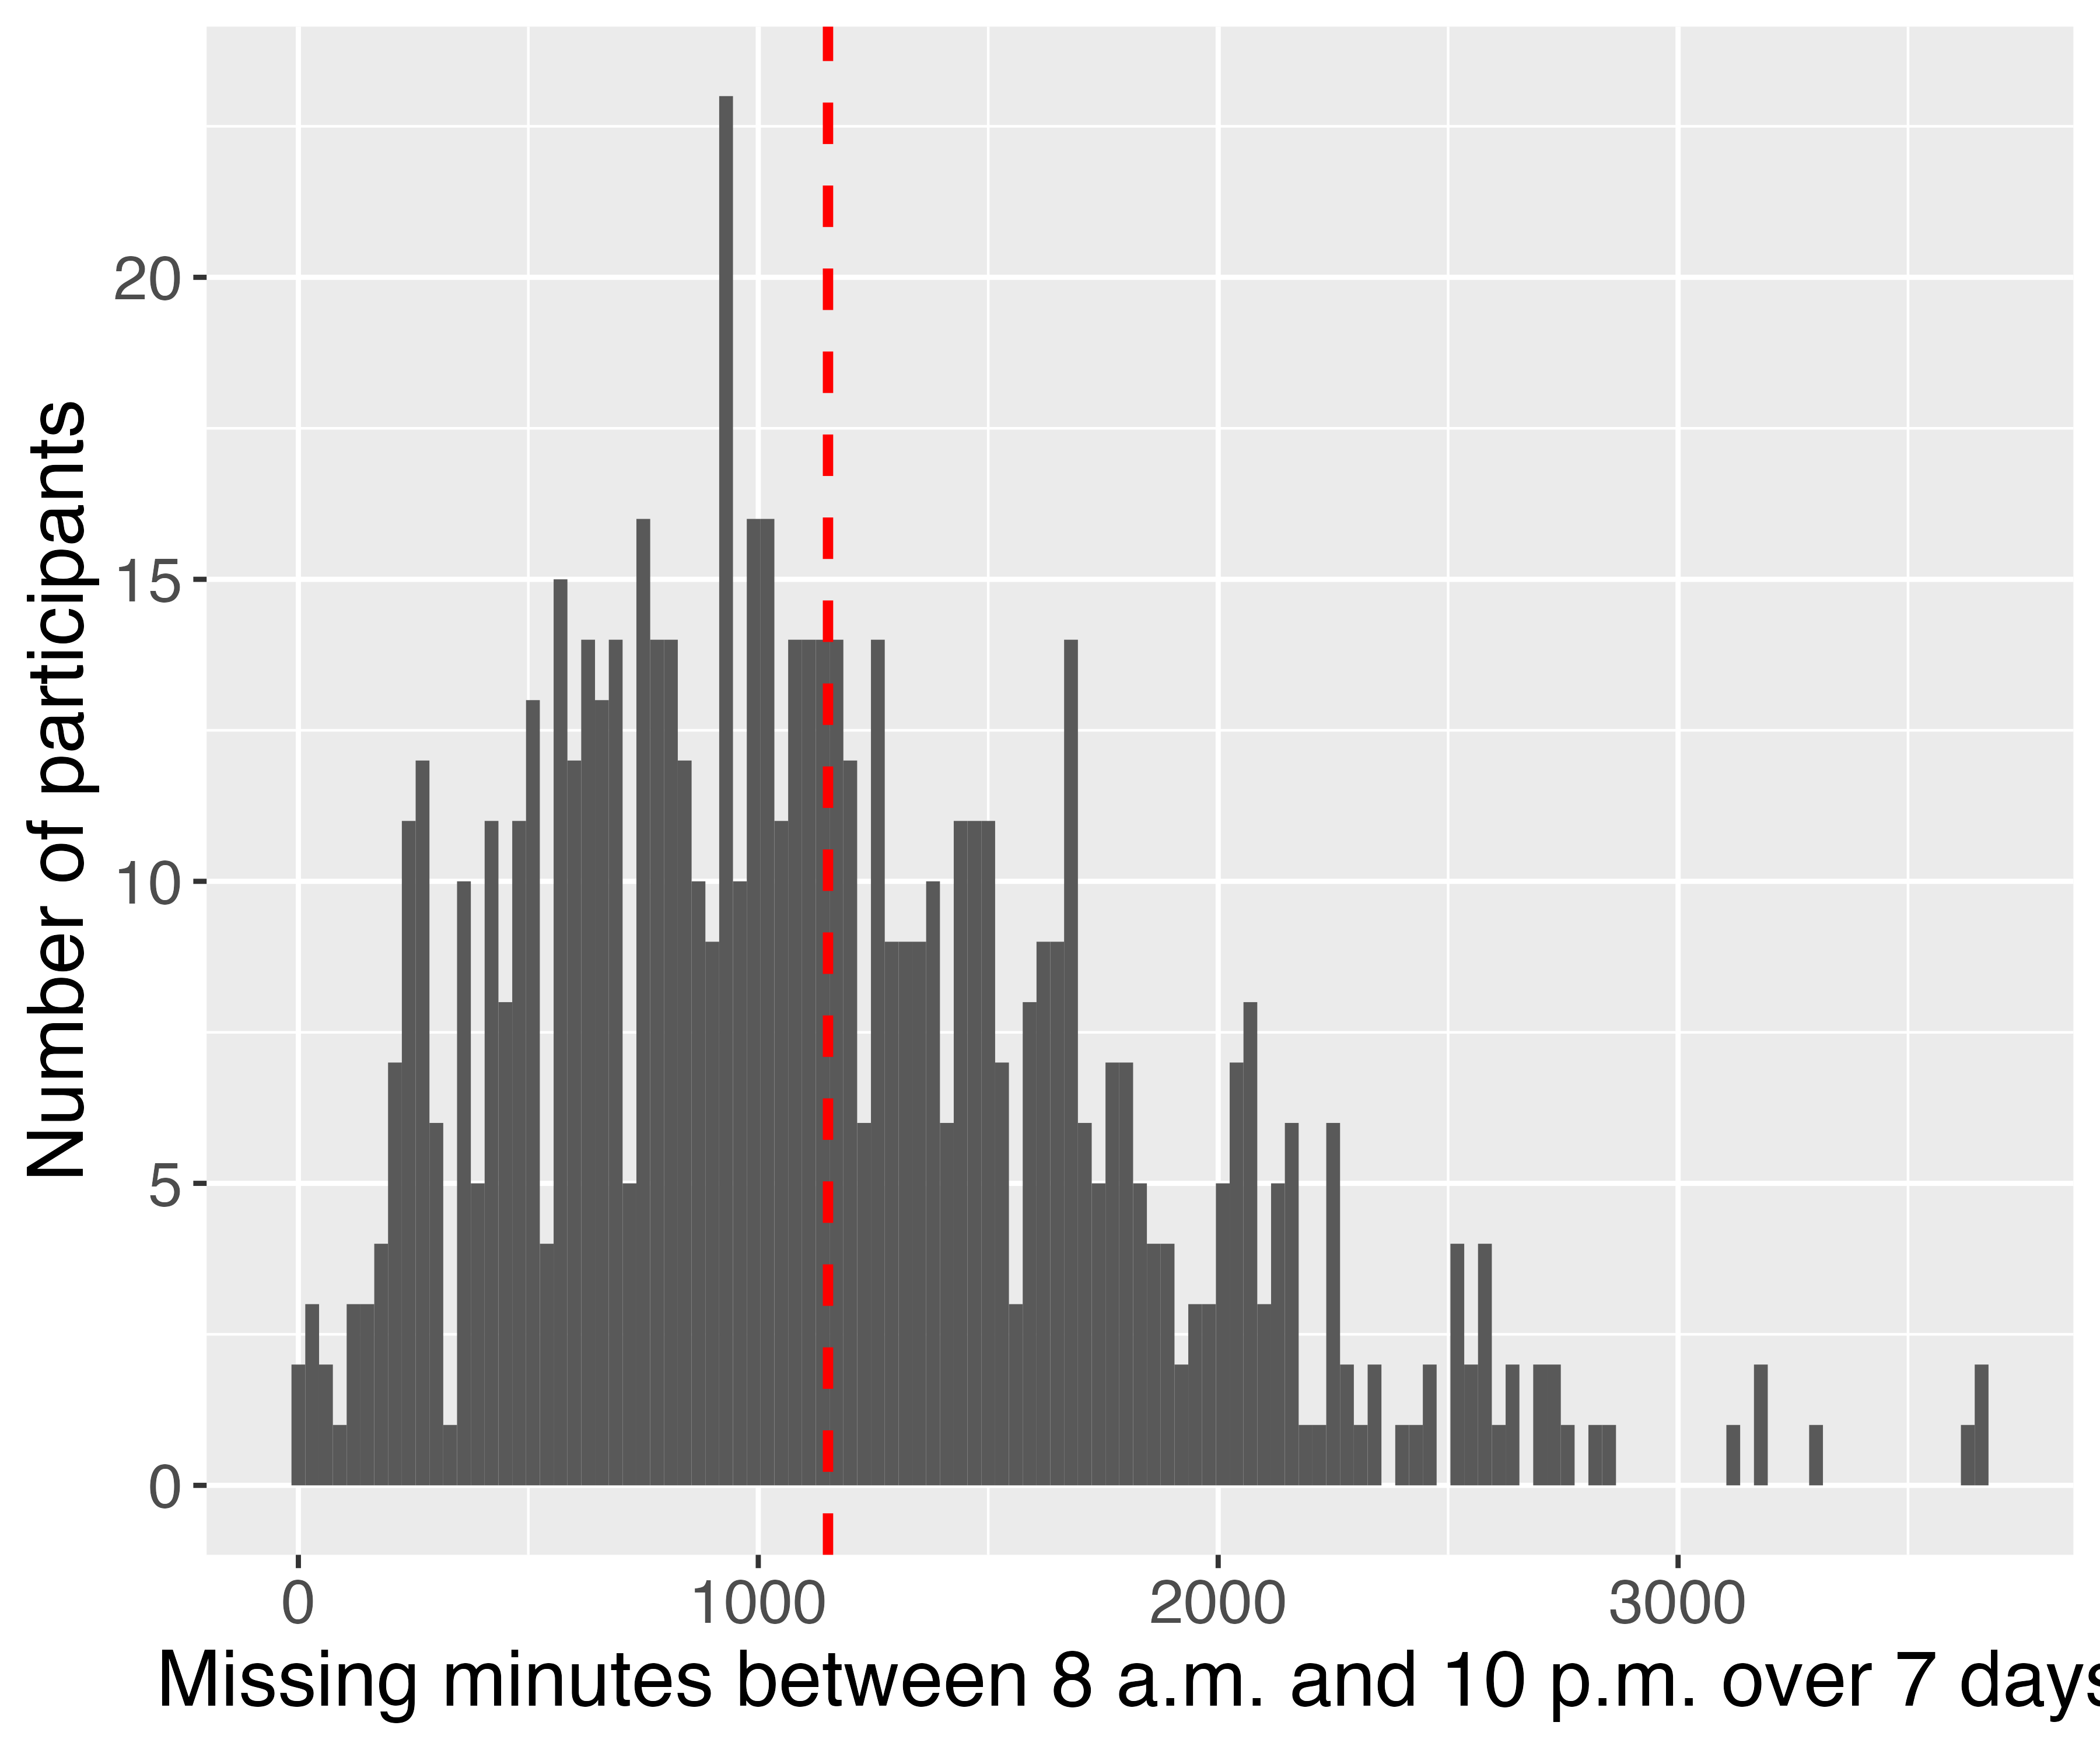 Number of participants
20
15
10
5
0
0 1000 2000 3000
Missing minutes between 8 a.m. and 10 p.m. over 7 days